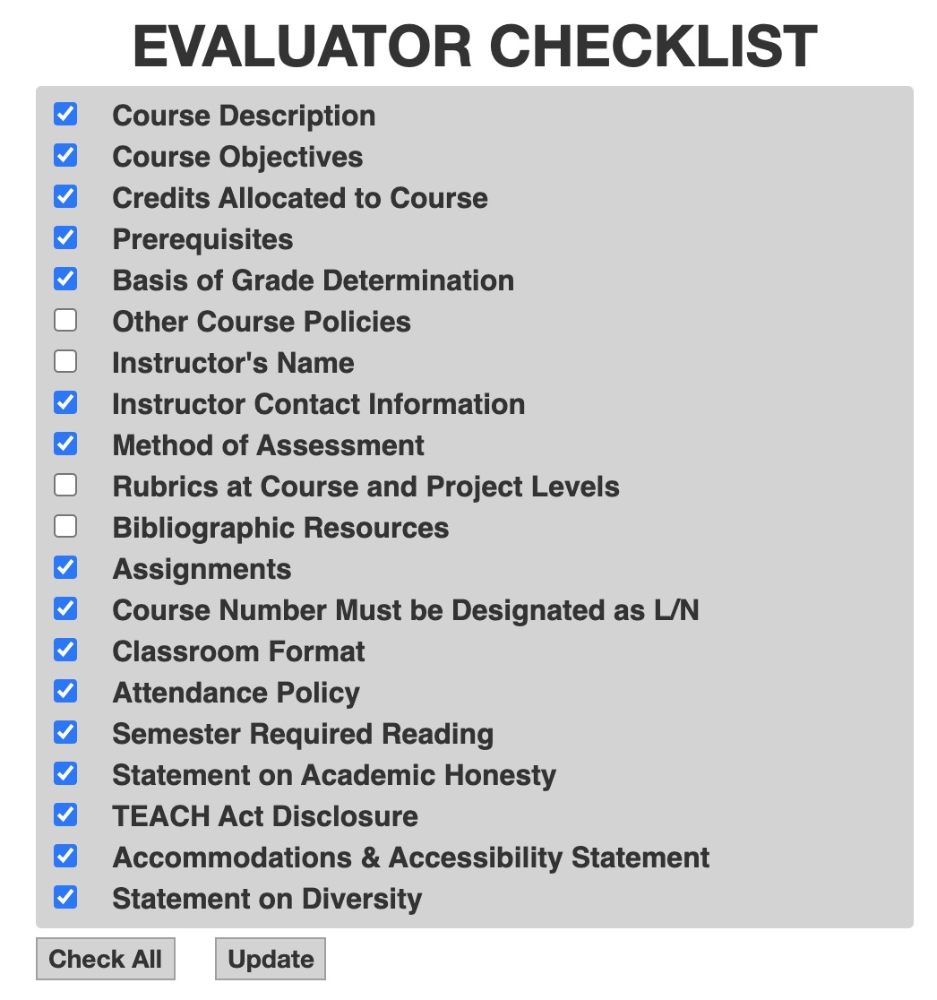 EVALUATOR CHECKLIST
Course Description
Course Objectives
Credits Allocated to Course
Prerequisites
Basis of Grade Determination
Other Course Policies
Instructor's Name
Instructor Contact Information
Method of Assessment
Rubrics at Course and Project Levels
Bibliographic Resources
Assignments
Course Number Must be Designated as L/N
Classroom Format
Attendance Policy
Semester Required Reading
Statement on Academic Honesty
TEACH Act Disclosure
Accommodations & Accessibility Statement
Statement on Diversity
Check All
Update